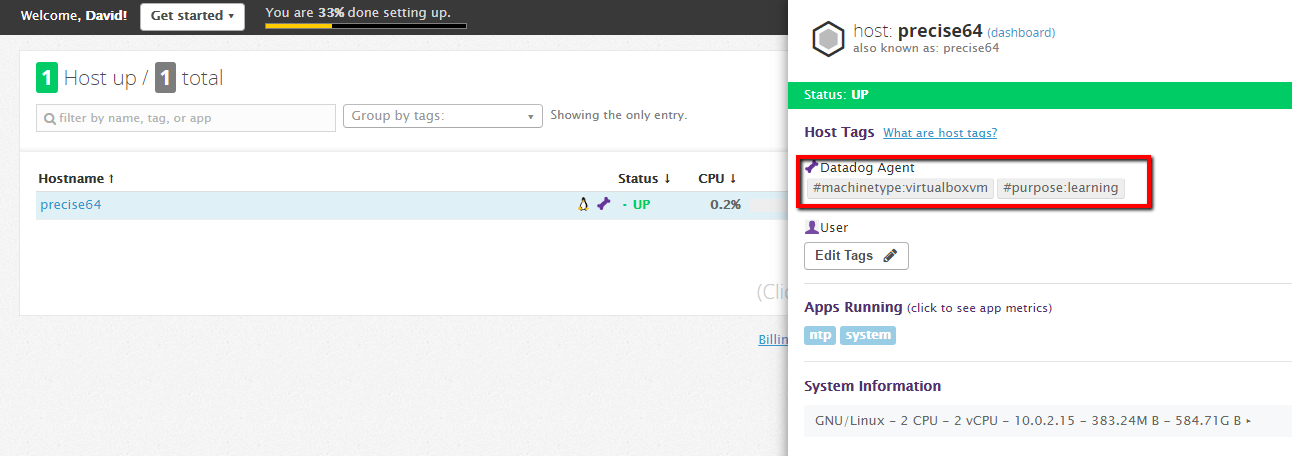 Welcome, David!
Get started ▾
You are 33% done setting up.
1 Host up / 1 total
filter by name, tag, or app
Group by tags:
Showing the only entry.
Hostname ↑
Status ↓
CPU ↓
precise64
- UP
0.2%
(Clic
Billin
host: precise64 (dashboard)
also known as: precise64
Status: UP
Host Tags What are host tags?
Datadog Agent
#machinetype:virtualboxvm #purpose:learning
User
Edit Tags
Apps Running (click to see app metrics)
ntp system
System Information
GNU/Linux - 2 CPU - 2 vCPU - 10.0.2.15 - 383.24M B - 584.71G B ▸